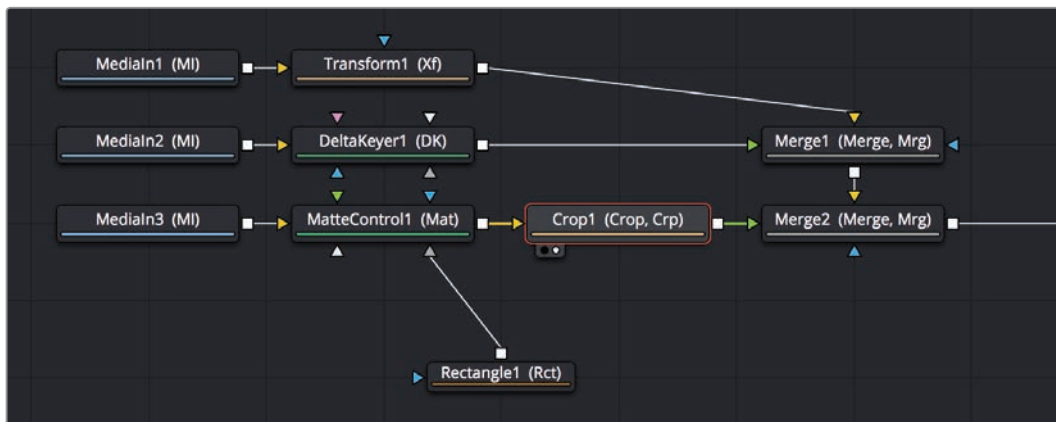 MediaIn1 (MI)
Transform1 (Xf)
MediaIn2 (MI)
DeltaKeyer1 (DK)
Merge1 (Merge, Mrg)
MediaIn3 (MI)
MatteControl1 (Mat)
Crop1 (Crop, Crp)
Merge2 (Merge, Mrg)
Rectangle1 (Rct)